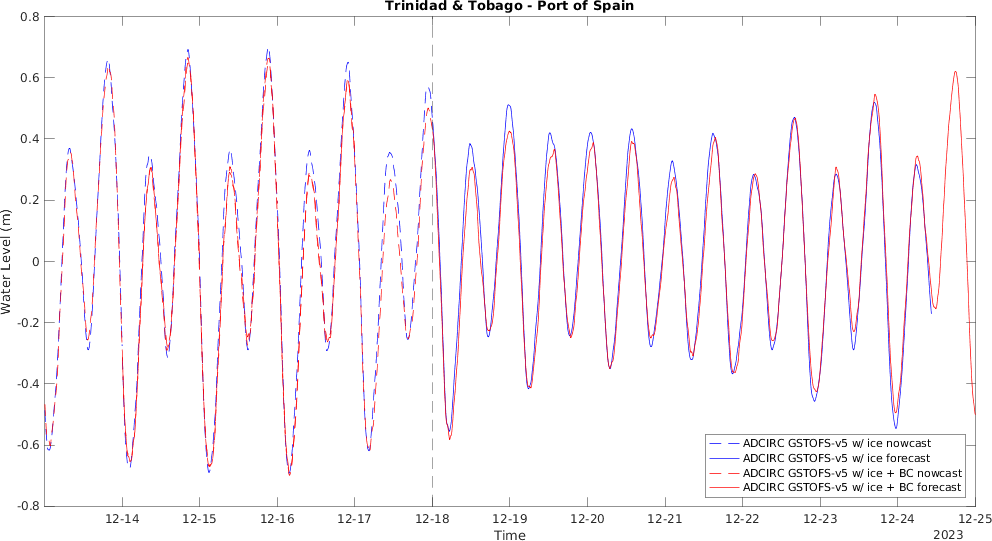 Trinidad & Tobago - Port of Spain
0.8
0.6
0.4
0.2
0
-0.2
-0.4
-0.6
-0.8
Water Level (m)
ADCIRC GSTOFS-v5 w/ ice nowcast
ADCIRC GSTOFS-v5 w/ ice forecast
ADCIRC GSTOFS-v5 w/ ice + BC nowcast
ADCIRC GSTOFS-v5 w/ ice + BC forecast
12-14 12-15 12-16 12-17 12-18 12-19 12-20 12-21 12-22 12-23 12-24 12-25
Time
2023